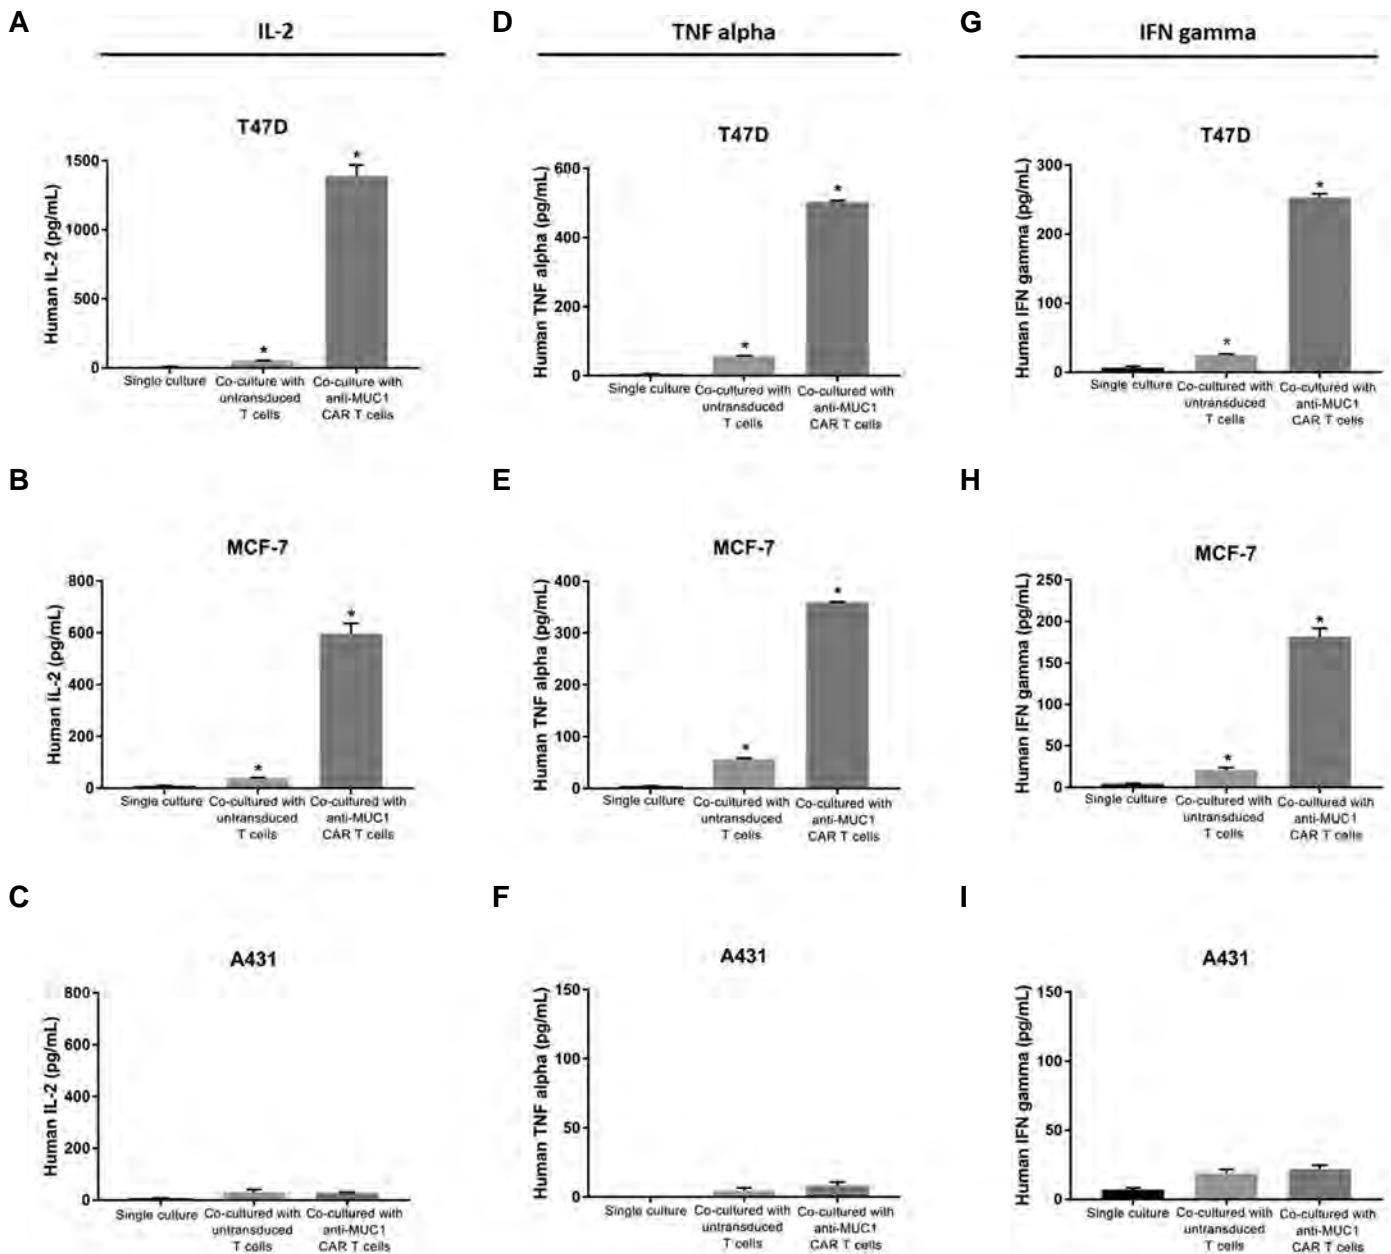 A
IL-2
T47D
Human IL-2 (pg/mL)
1500
1000
500
0
*
*
Single culture
Co-culture with
untransduced
T cells
Co-culture with
anti-MUC1
CAR T cells
D
TNF alpha
T47D
Human TNF alpha (pg/mL)
600
400
200
0
*
*
Single culture
Co-cultured with
untransduced
T cells
Co-cultured with
anti-MUC1
CAR T cells
G
IFN gamma
T47D
Human IFN gamma (pg/mL)
300
200
100
0
*
*
Single culture
Co-cultured with
untransduced
T cells
Co-cultured with
anti-MUC1
CAR T cells
B
MCF-7
Human IL-2 (pg/mL)
800
600
400
200
0
*
*
Single culture
Co-cultured with
untransduced
T cells
Co-cultured with
anti-MUC1
CAR T cells
E
MCF-7
Human TNF alpha (pg/mL)
400
300
200
100
0
*
*
Single culture
Co-cultured with
untransduced
T cells
Co-cultured with
anti-MUC1
CAR T cells
H
MCF-7
Human IFN gamma (pg/mL)
250
200
150
100
50
0
*
*
Single culture
Co-cultured with
untransduced
T cells
Co-cultured with
anti-MUC1
CAR T cells
C
A431
Human IL-2 (pg/mL)
800
600
400
200
0
Single culture
Co-cultured with
untransduced
T cells
Co-cultured with
anti-MUC1
CAR T cells
F
A431
Human TNF alpha (pg/mL)
150
100
50
0
Single culture
Co-cultured with
untransduced
T cells
Co-cultured with
anti-MUC1
CAR T cells
I
A431
Human IFN gamma (pg/mL)
150
100
50
0
Single culture
Co-cultured with
untransduced
T cells
Co-cultured with
anti-MUC1
CAR T cells